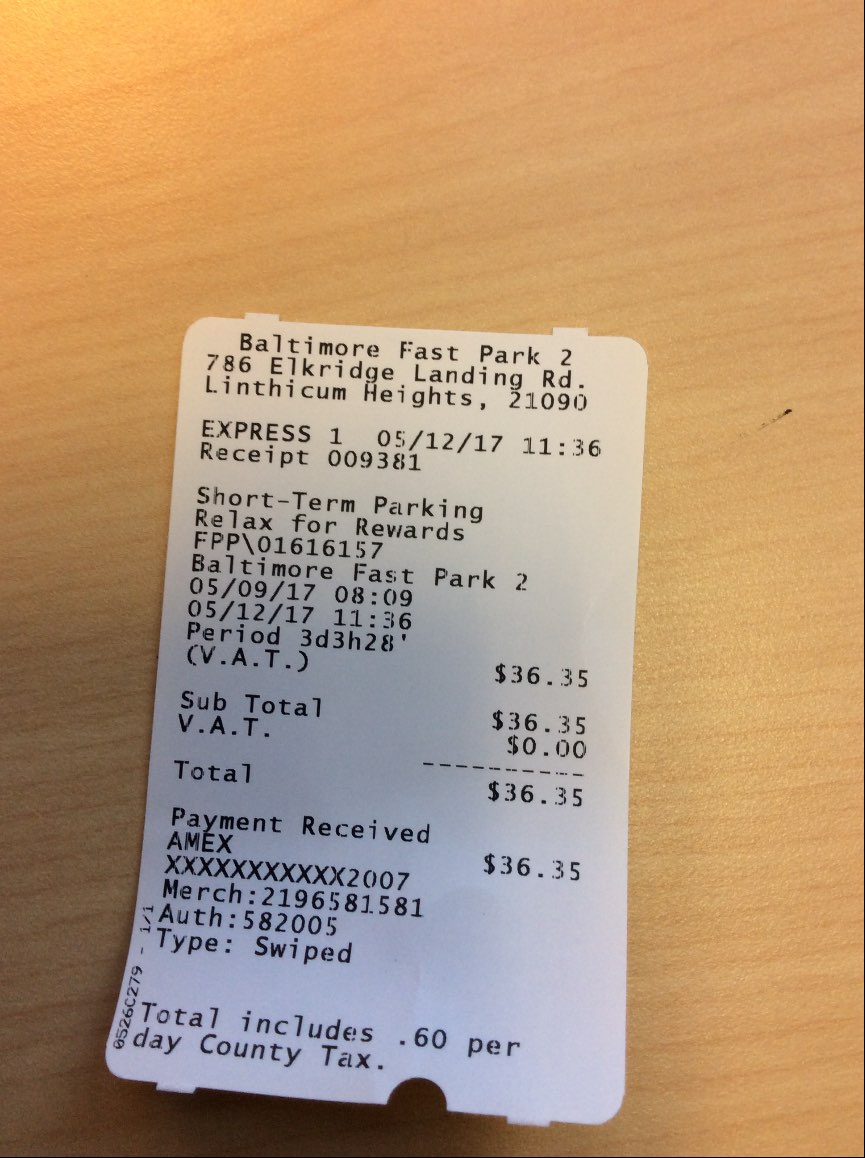 Baltimore Fast Park 2
786 Elkridge Landing Rd.
Linthicum Heights, 21090
EXPRESS 1 05/12/17 11:36
Receipt 009381
Short-Term Parking
Relax for Rewards
FPP\01616157
Baltimore Fast Park 2
05/09/17 08:09
05/12/17 11:36
Period 3d3h28'
(V.A.T.) $36.35
Sub Total $36.35
V.A.T. $0.00
----------
Total $36.35
Payment Received
AMEX $36.35
XXXXXXXXXXX2007
Merch:2196581581
Auth:582005
Type: Swiped
Total includes .60 per
day County Tax.
0526C279 - 1/1